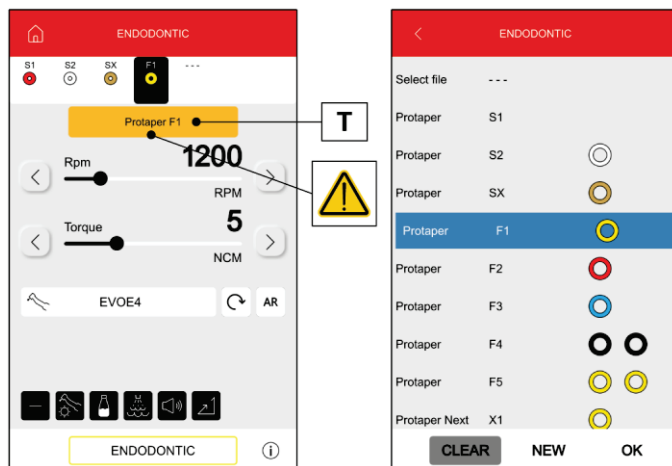 ENDODONTIC
S1 S2 SX F1 ---
Protaper F1
T
Rpm
1200
RPM
Torque
5
NCM
EVOE4
AR
ENDODONTIC
ENDODONTIC
Select file ---
Protaper S1
Protaper S2
Protaper SX
Protaper F1
Protaper F2
Protaper F3
Protaper F4
Protaper F5
Protaper Next X1
CLEAR NEW OK